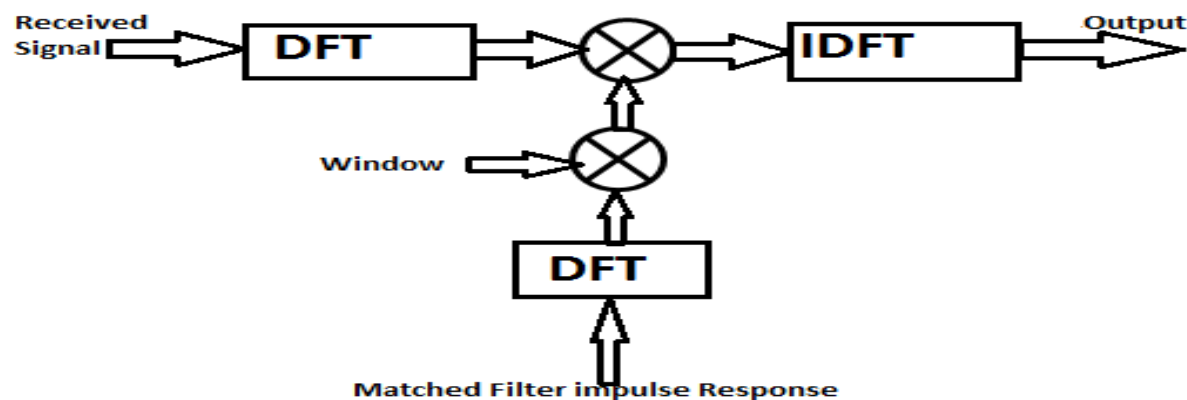 Received
Signal
DFT
IDFT
Output
Window
DFT
Matched Filter impulse Response